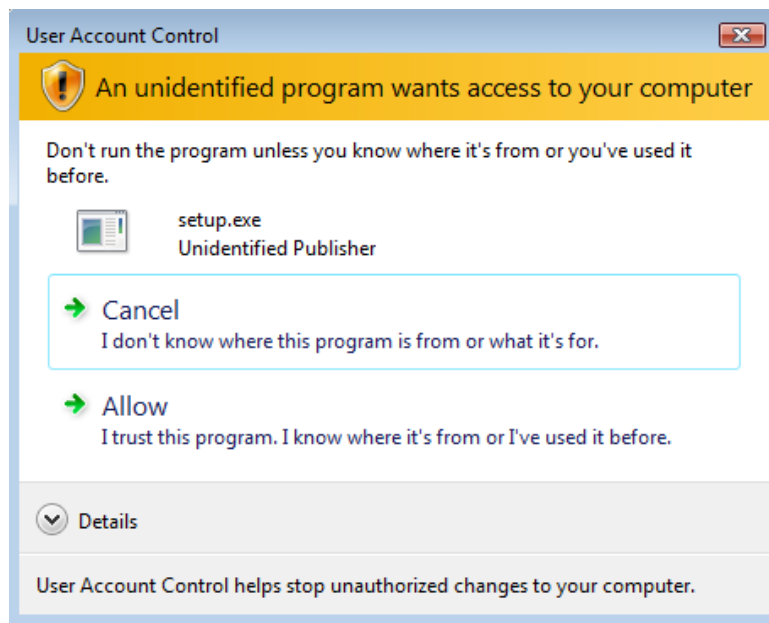 User Account Control
An unidentified program wants access to your computer
Don't run the program unless you know where it's from or you've used it
before.
setup.exe
Unidentified Publisher
Cancel
I don't know where this program is from or what it's for.
Allow
I trust this program. I know where it's from or I've used it before.
Details
User Account Control helps stop unauthorized changes to your computer.